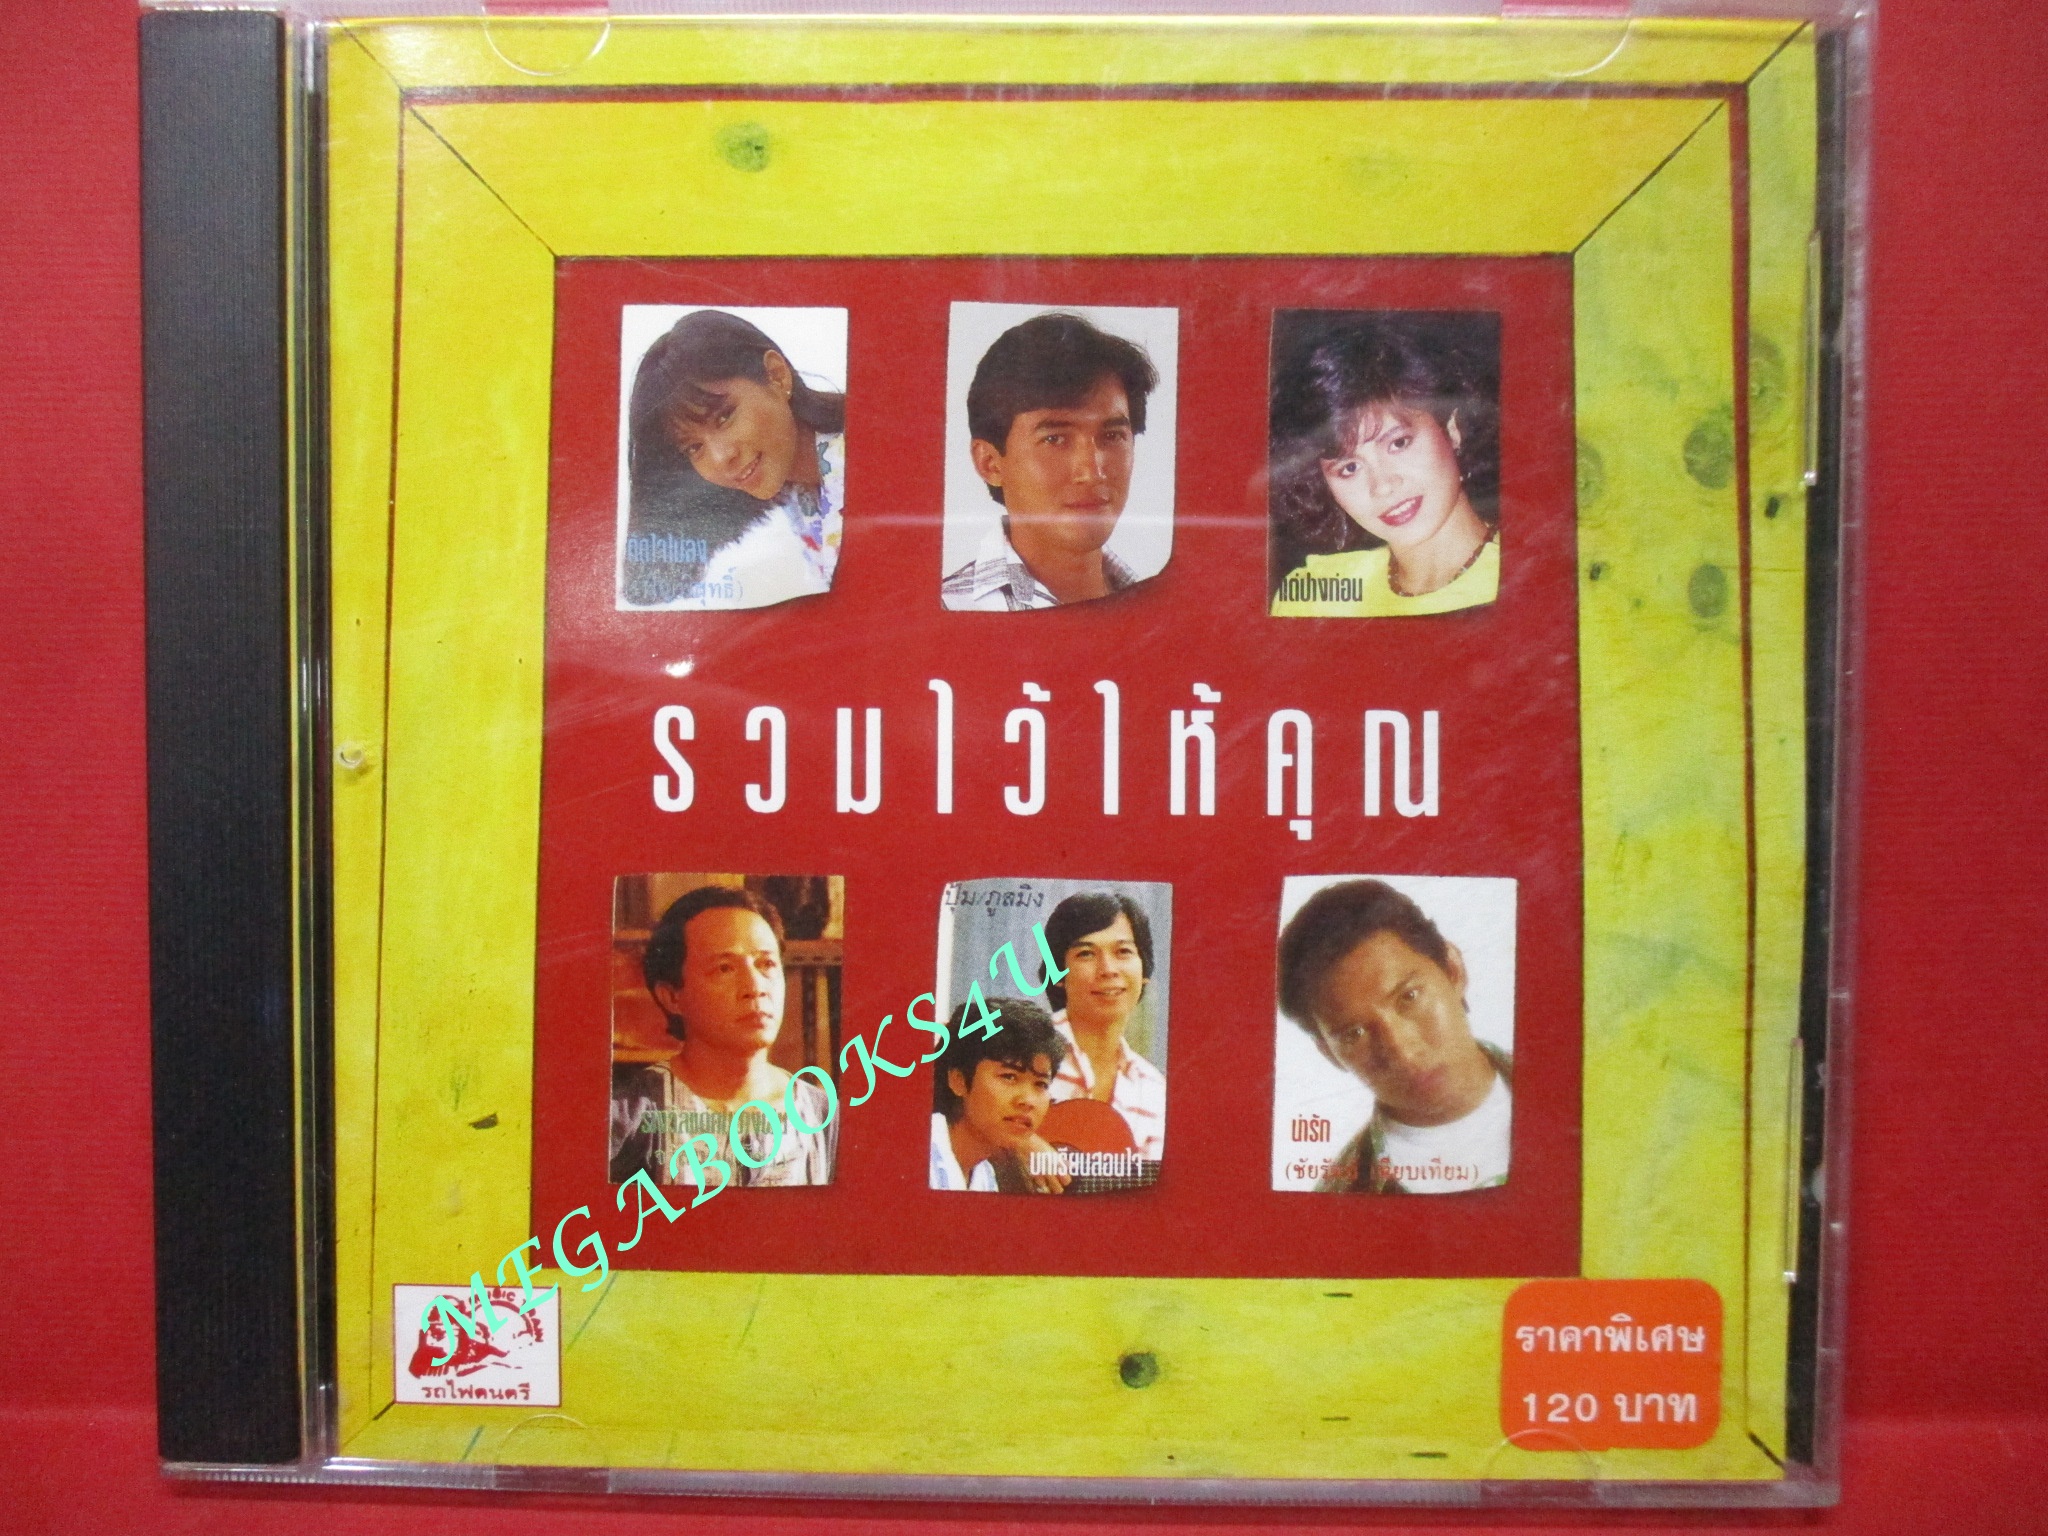 แด่ปางก่อน
รวมไว้ให้คุณ
ปุ้ม/ภูสมิง
บทเรียนสอนใจ
น่ารัก
MEGABOOKS4U
รถไฟดนตรี
ราคาพิเศษ
120 บาท